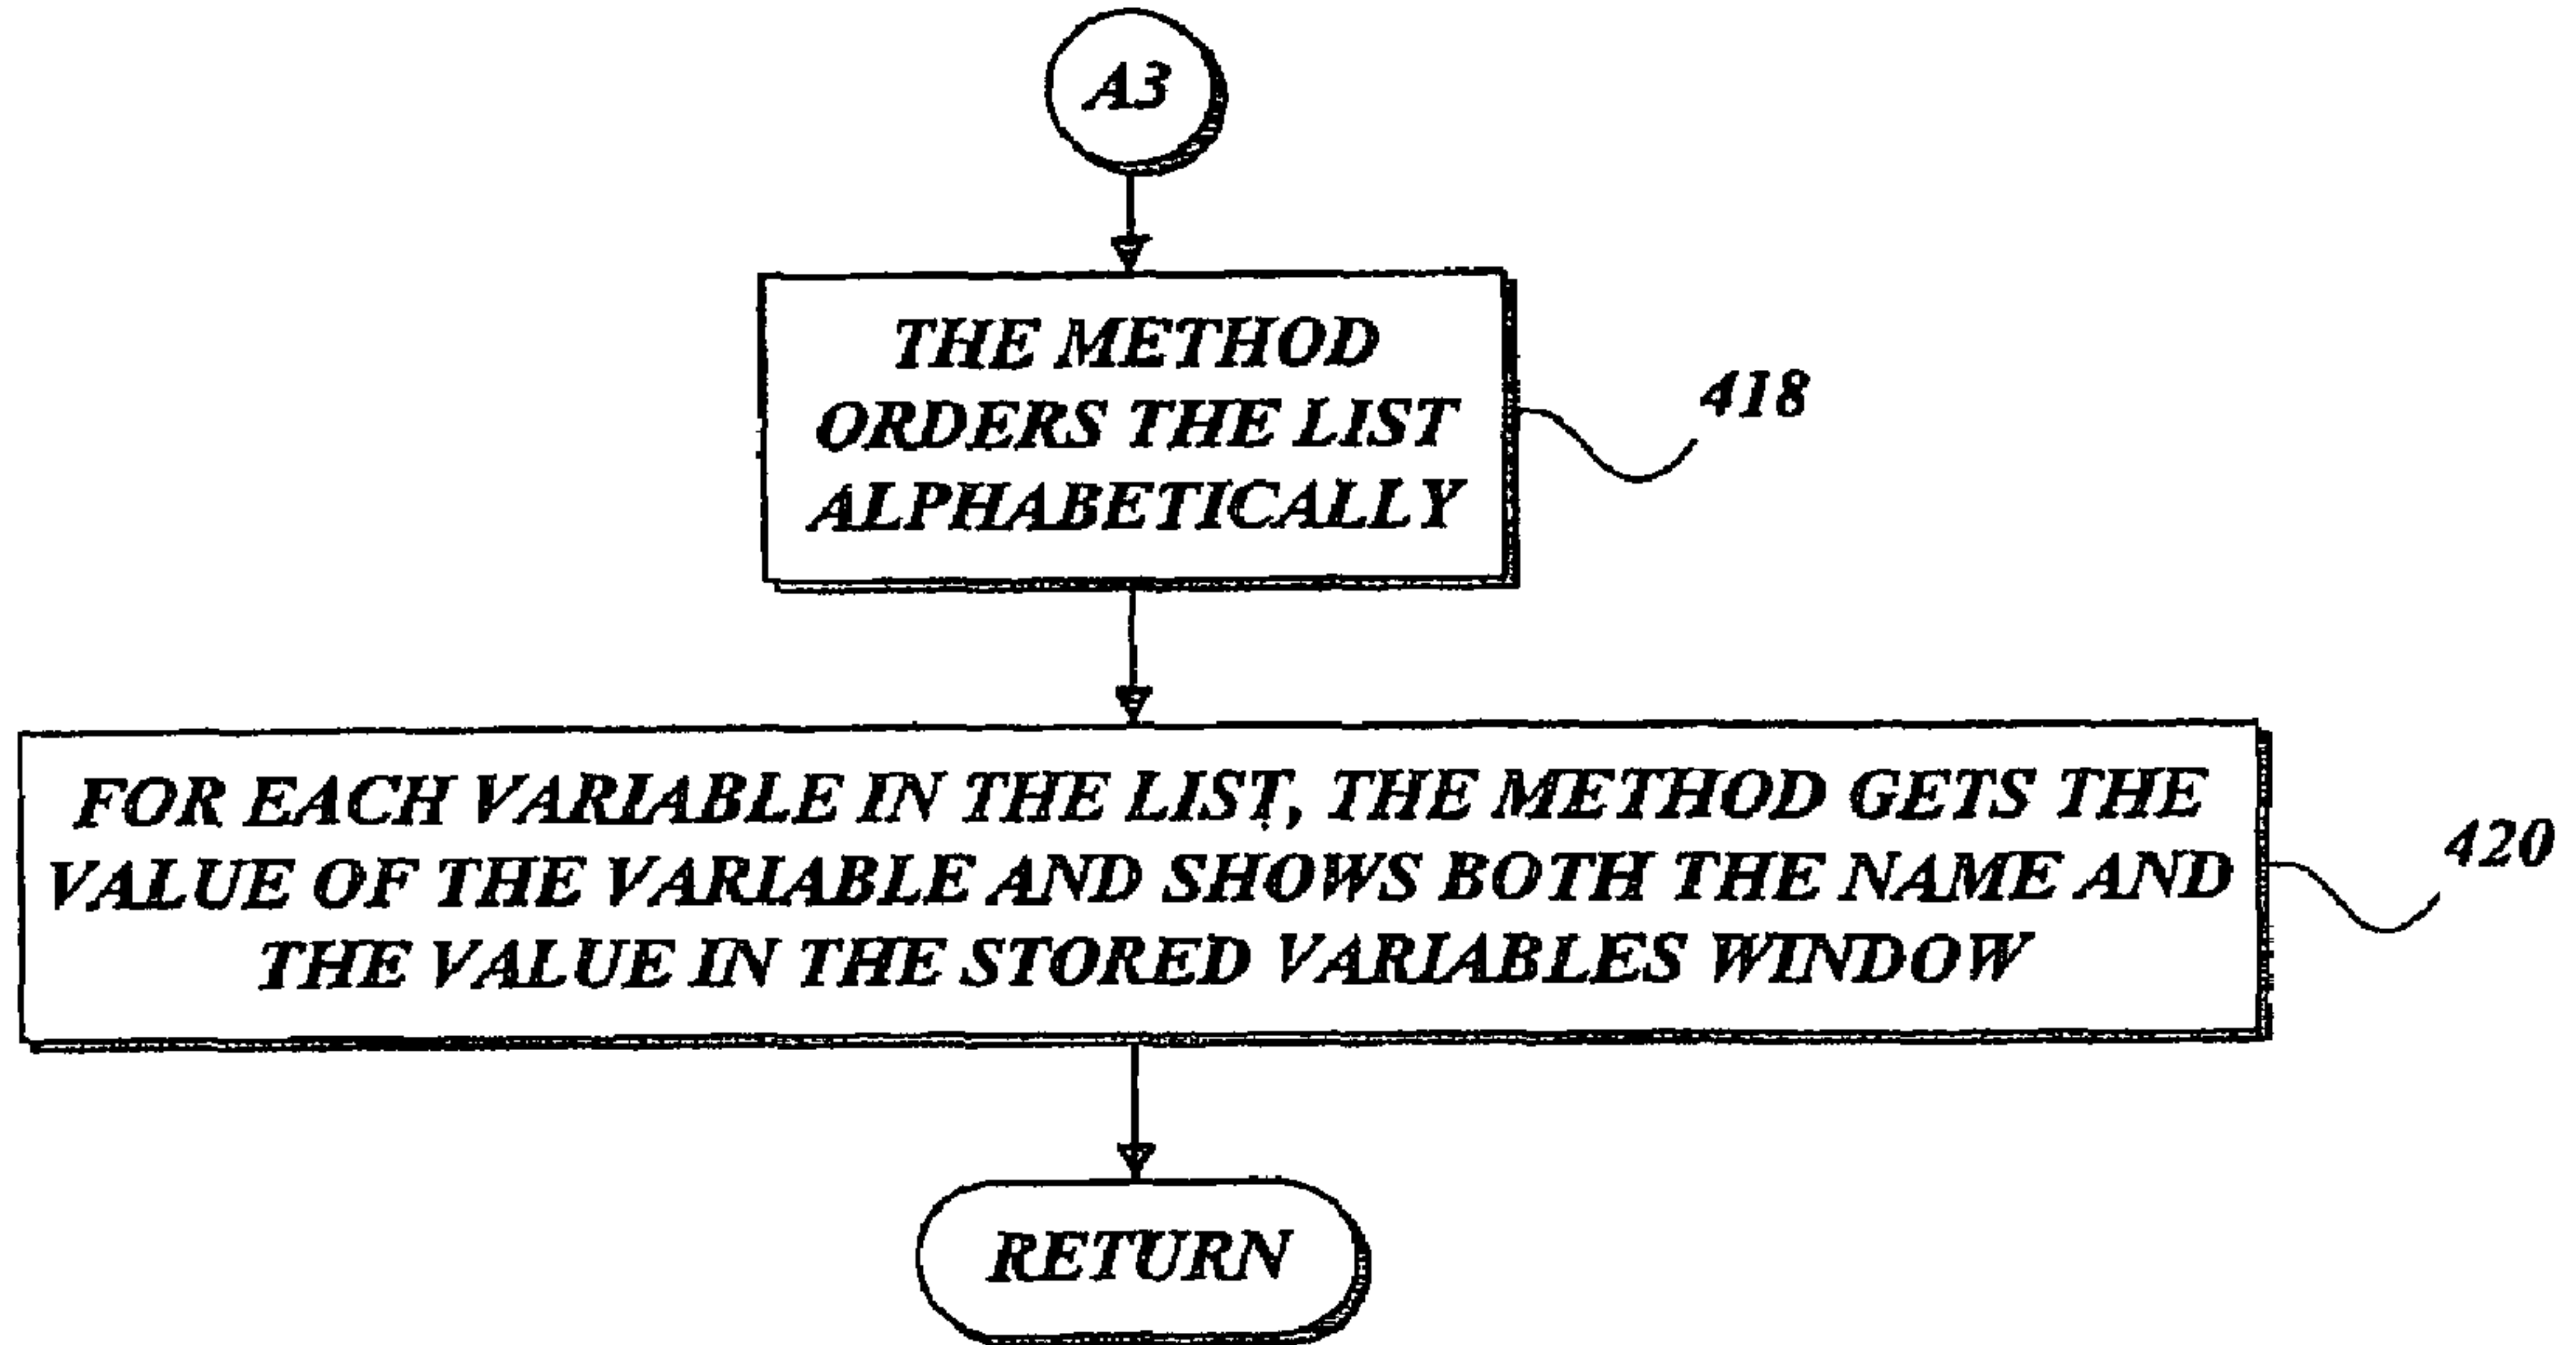 A3
THE METHOD
ORDERS THE LIST
ALPHABETICALLY
418
FOR EACH VARIABLE IN THE LIST, THE METHOD GETS THE
VALUE OF THE VARIABLE AND SHOWS BOTH THE NAME AND
THE VALUE IN THE STORED VARIABLES WINDOW
420
RETURN